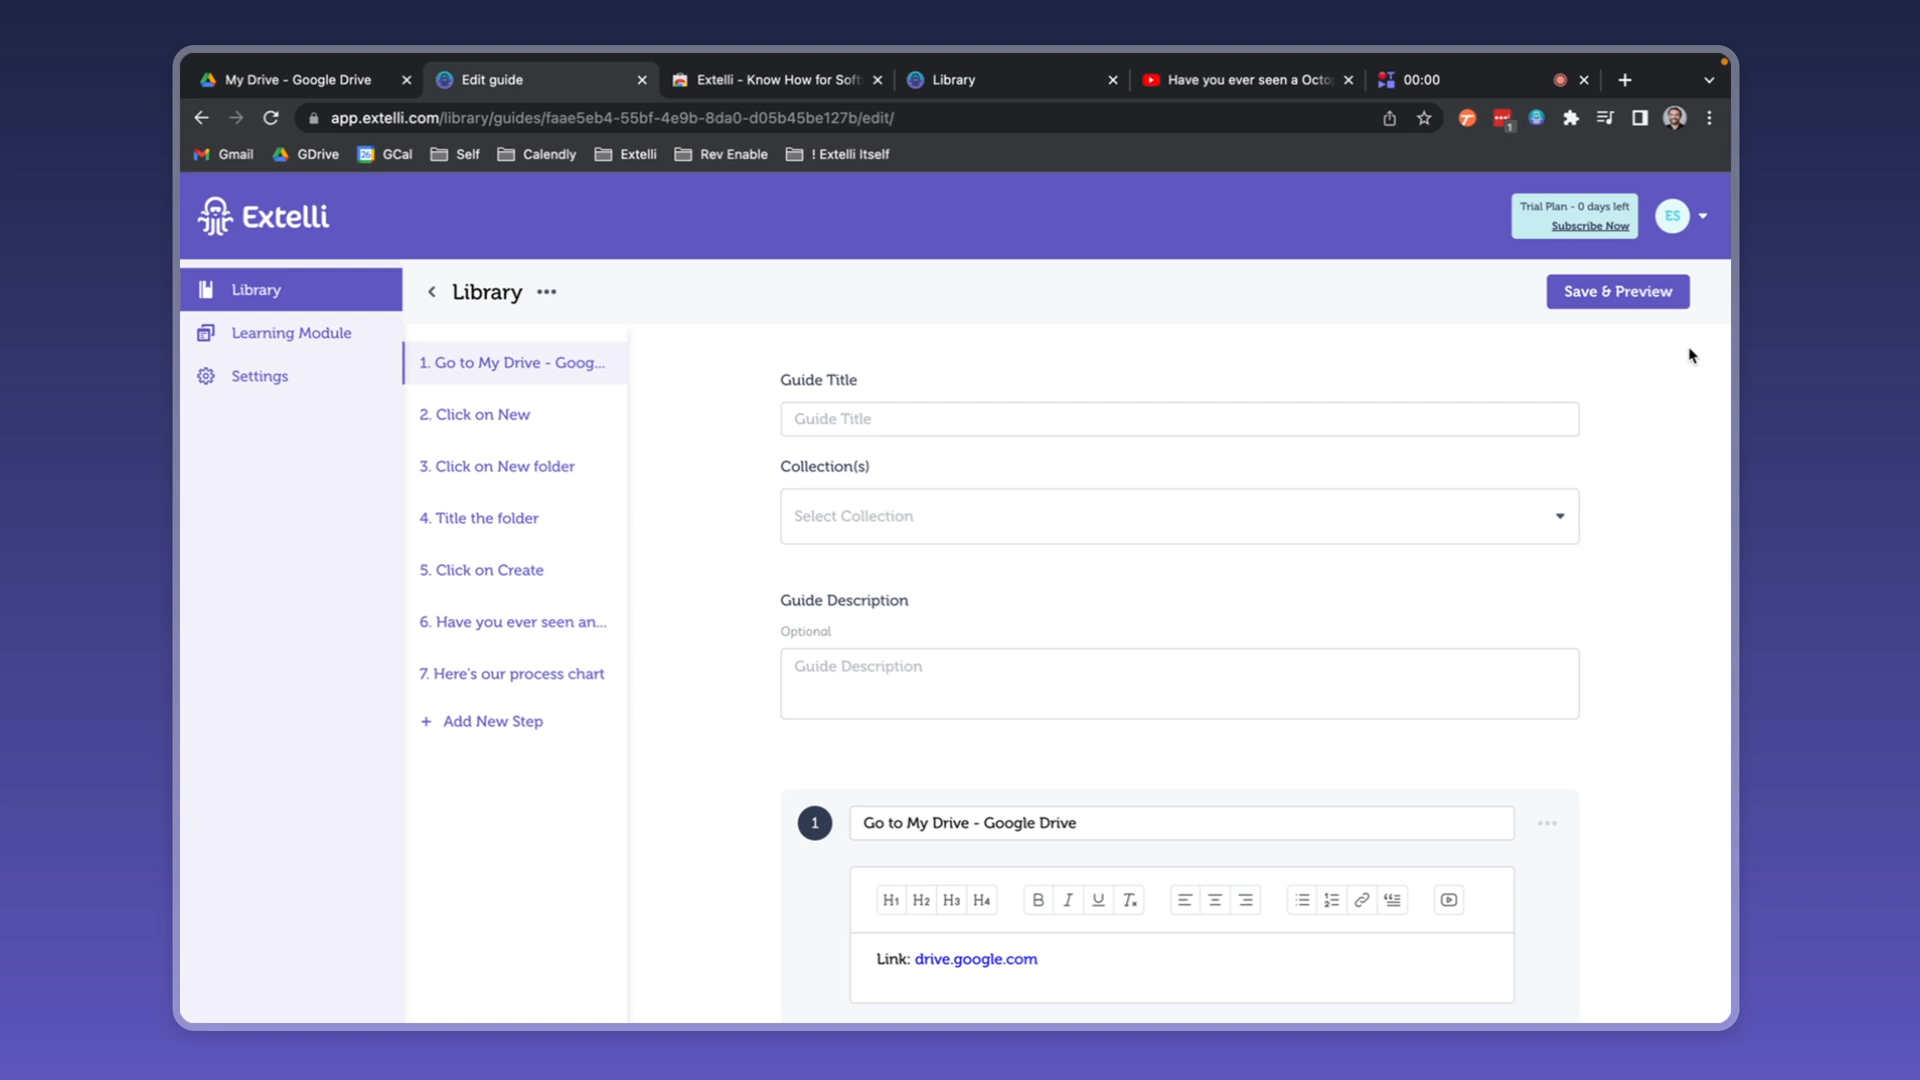 My Drive - Google Drive
Edit guide
Extelli - Know How for Soft
Library
Have you ever seen a Octo
00:00
app.extelli.com/library/guides/faae5eb4-55bf-4e9b-8da0-d05b45be127b/edit/
1
Gmail
GDrive
26
GCal
Self
Calendly
Extelli
Rev Enable
! Extelli Itself
Extelli
Trial Plan - 0 days left
Subscribe Now
ES
Library
Learning Module
Settings
Library
Save & Preview
1. Go to My Drive - Goog...
2. Click on New
3. Click on New folder
4. Title the folder
5. Click on Create
6. Have you ever seen an...
7. Here's our process chart
+ Add New Step
Guide Title
Guide Title
Collection(s)
Select Collection
Guide Description
Optional
Guide Description
1
Go to My Drive - Google Drive
H1 H2 H3 H4 B I U Tx
Link: drive.google.com